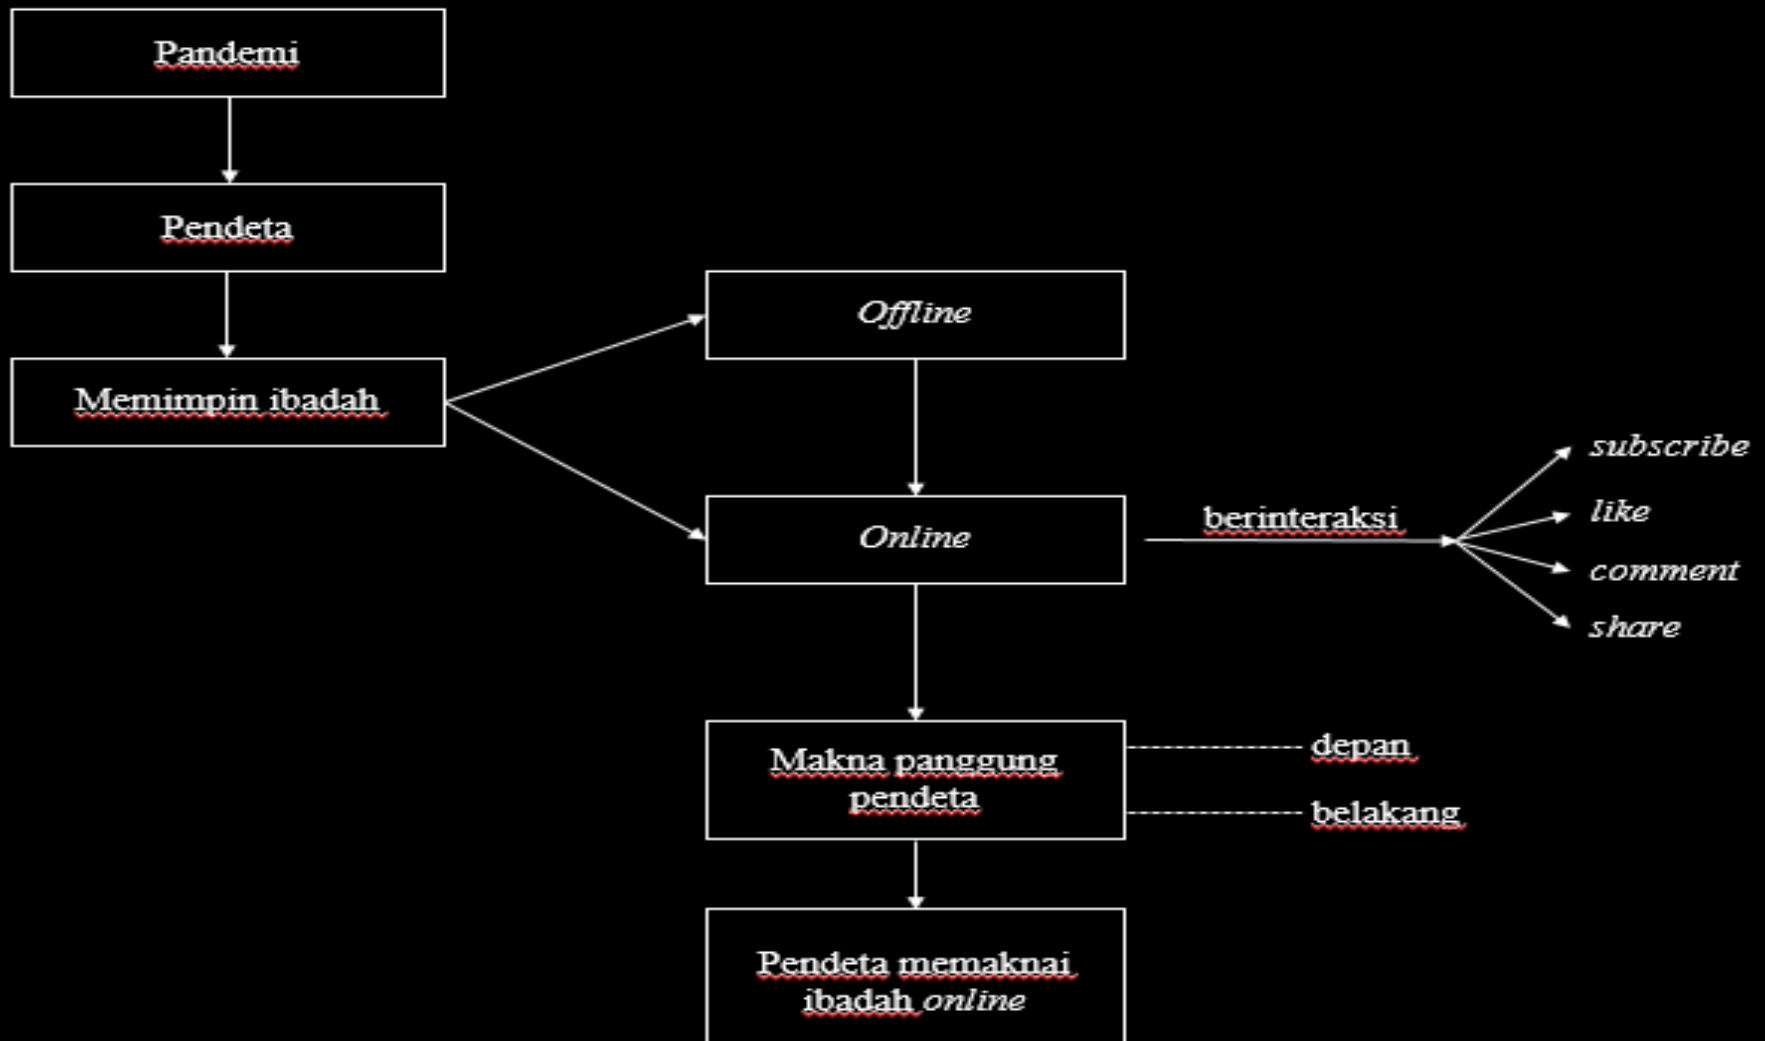 Pandemi
Pendeta
Memimpin ibadah
Offline
Online
berinteraksi
subscribe
like
comment
share
Makna panggung
pendeta
depan
belakang
Pendeta memaknai
ibadah online